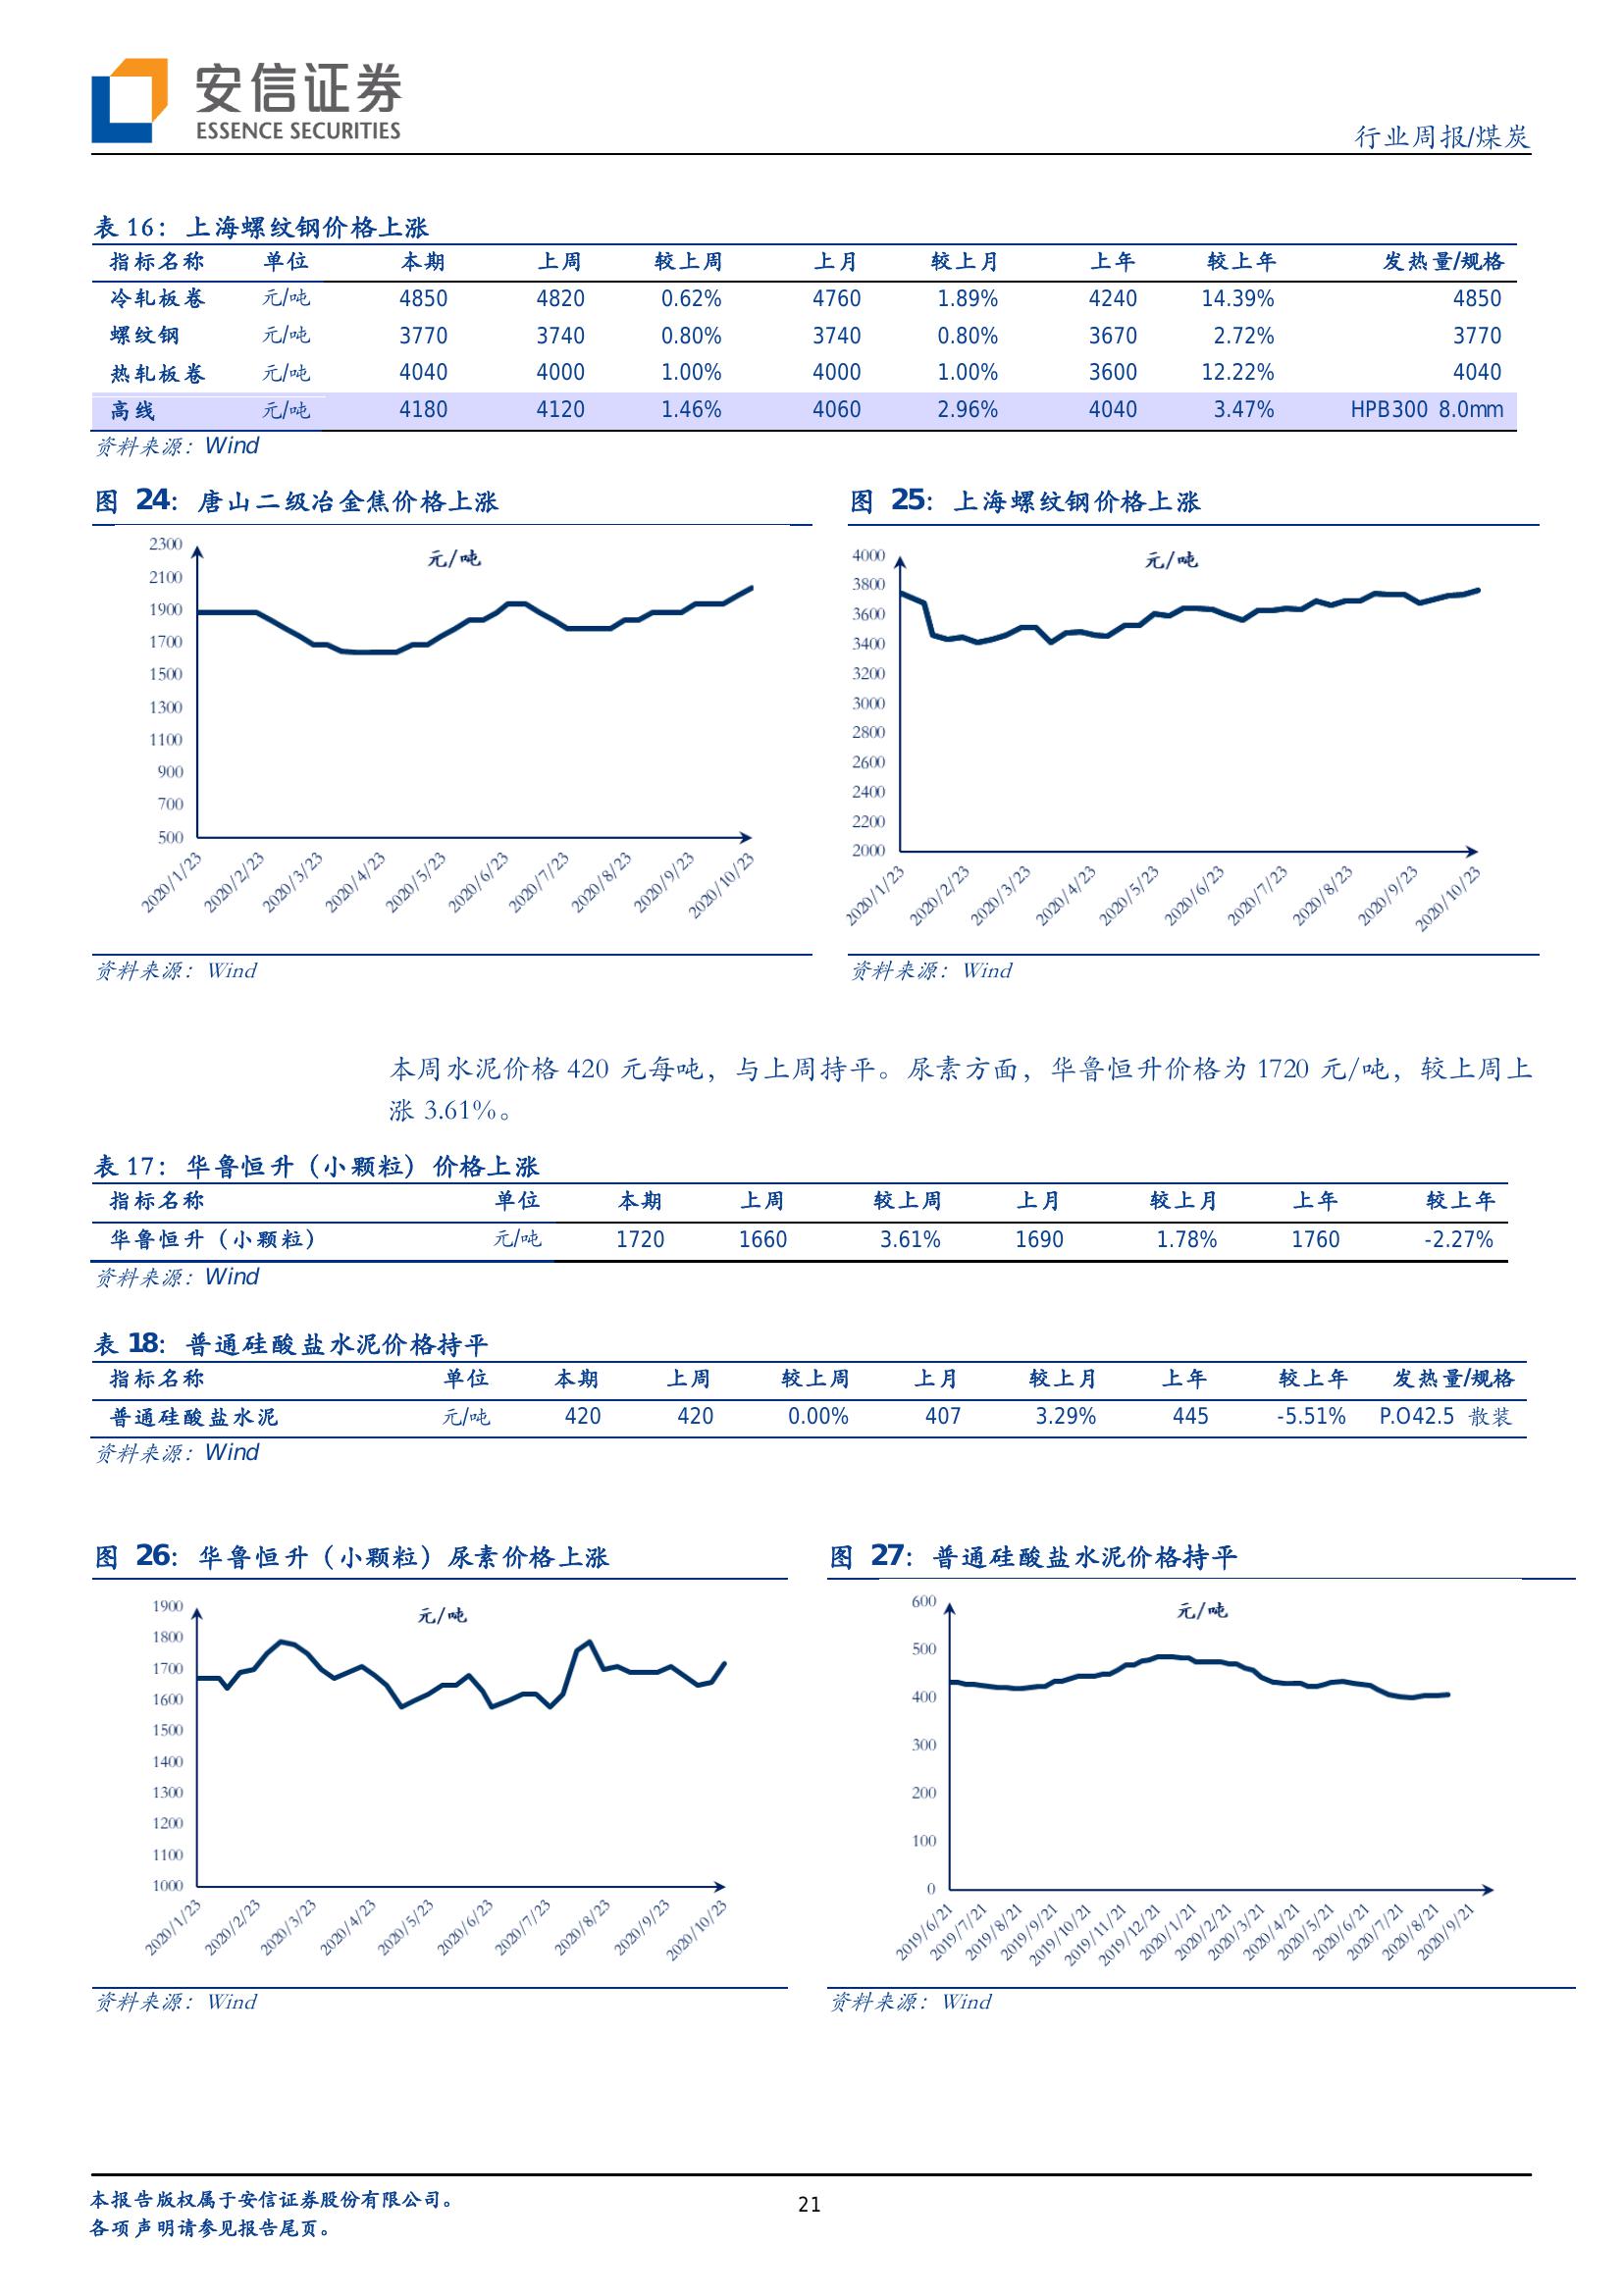 安信证券
ESSENCE SECURITIES
行业周报/煤炭
表 16：上海螺纹钢价格上涨
指标名称 单位 本期 上周 较上周 上月 较上月 上年 较上年 发热量/规格
冷轧板卷 元/吨 4850 4820 0.62% 4760 1.89% 4240 14.39% 4850
螺纹钢 元/吨 3770 3740 0.80% 3740 0.80% 3670 2.72% 3770
热轧板卷 元/吨 4040 4000 1.00% 4000 1.00% 3600 12.22% 4040
高线 元/吨 4180 4120 1.46% 4060 2.96% 4040 3.47% HPB300 8.0mm
资料来源：Wind
图 24：唐山二级冶金焦价格上涨
元/吨
2300
2100
1900
1700
1500
1300
1100
900
700
500
2020/1/23 2020/2/23 2020/3/23 2020/4/23 2020/5/23 2020/6/23 2020/7/23 2020/8/23 2020/9/23 2020/10/23
资料来源：Wind
图 25：上海螺纹钢价格上涨
元/吨
4000
3800
3600
3400
3200
3000
2800
2600
2400
2200
2000
2020/1/23 2020/2/23 2020/3/23 2020/4/23 2020/5/23 2020/6/23 2020/7/23 2020/8/23 2020/9/23 2020/10/23
资料来源：Wind
本周水泥价格 420 元每吨，与上周持平。尿素方面，华鲁恒升价格为 1720 元/吨，较上周上
涨 3.61%。
表 17：华鲁恒升（小颗粒）价格上涨
指标名称 单位 本期 上周 较上周 上月 较上月 上年 较上年
华鲁恒升（小颗粒） 元/吨 1720 1660 3.61% 1690 1.78% 1760 -2.27%
资料来源：Wind
表 18：普通硅酸盐水泥价格持平
指标名称 单位 本期 上周 较上周 上月 较上月 上年 较上年 发热量/规格
普通硅酸盐水泥 元/吨 420 420 0.00% 407 3.29% 445 -5.51% P.O42.5 散装
资料来源：Wind
图 26：华鲁恒升（小颗粒）尿素价格上涨
元/吨
1900
1800
1700
1600
1500
1400
1300
1200
1100
1000
2020/1/23 2020/2/23 2020/3/23 2020/4/23 2020/5/23 2020/6/23 2020/7/23 2020/8/23 2020/9/23 2020/10/23
资料来源：Wind
图 27：普通硅酸盐水泥价格持平
元/吨
600
500
400
300
200
100
0
2019/6/21 2019/7/21 2019/8/21 2019/9/21 2019/10/21 2019/11/21 2019/12/21 2020/1/21 2020/2/21 2020/3/21 2020/4/21 2020/5/21 2020/6/21 2020/7/21 2020/8/21 2020/9/21
资料来源：Wind
本报告版权属于安信证券股份有限公司。
各项声明请参见报告尾页。
21